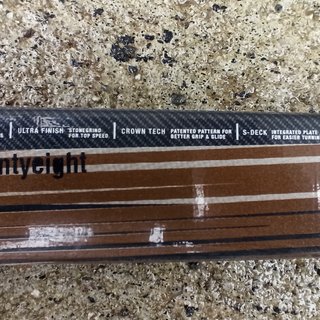 ULTRA FINISH STONEGRIND FOR TOP SPEED
CROWN TECH PATENTED PATTERN FOR BETTER GRIP & GLIDE
S-DECK INTEGRATED PLATE FOR EASIER TURNIN
ntyeight